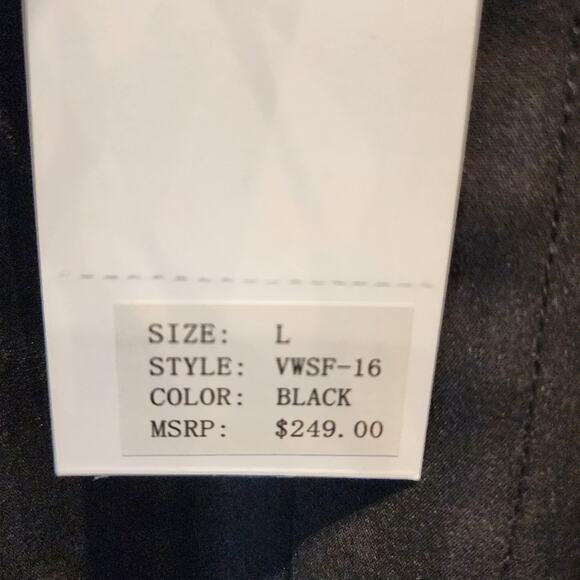 SIZE: L
STYLE: VWSF-16
COLOR: BLACK
MSRP: $249.00